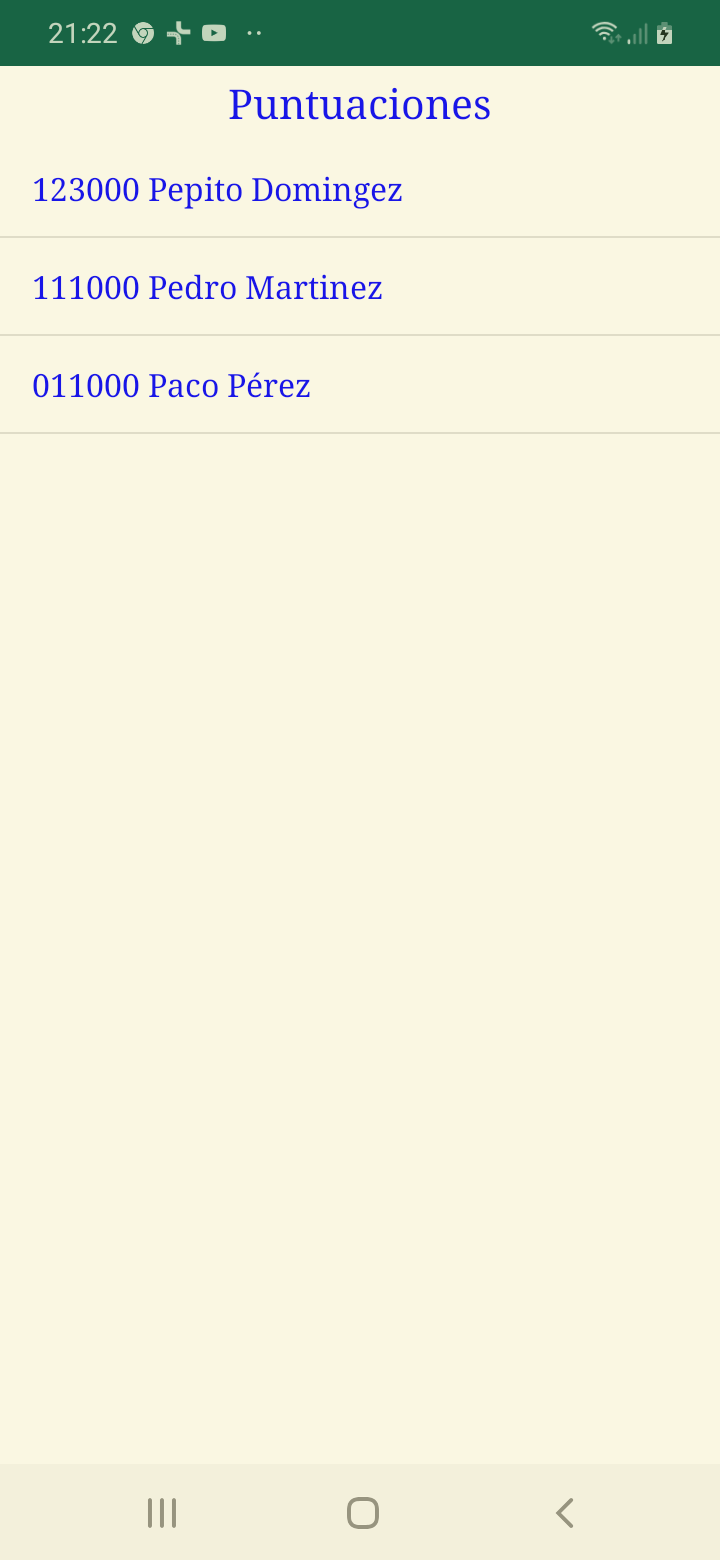 21:22
Puntuaciones
123000 Pepito Domingez
111000 Pedro Martinez
011000 Paco Pérez